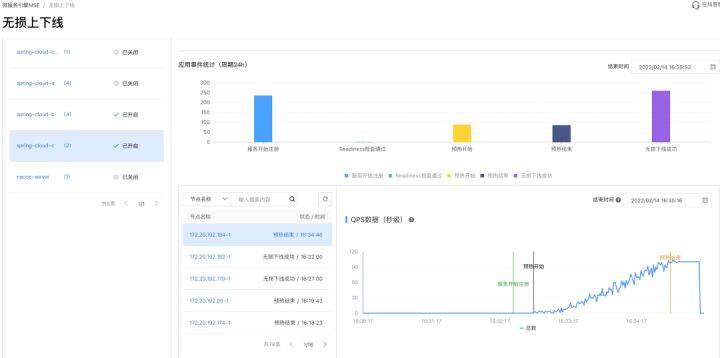 微服务引擎MSE / 无损上下线
在线客服
无损上下线
spring-cloud-z... (1) 已关闭
spring-cloud-a (4) 已关闭
spring-cloud-b (4) 已开启
spring-cloud-c (2) 已开启
nacos-server (1) 已关闭
共5条 1/1
应用事件统计（周期24h）
结束时间 2022/02/14 16:35:52
300
250
200
150
100
50
0
服务开始注册 Readiness检查通过 预热开始 预热结束 无损下线成功
服务开始注册 Readiness检查通过 预热开始 预热结束 无损下线成功
节点名称 输入搜索内容
节点名称 状态 / 时间
172.20.192.184-1 预热结束 / 16:34:46
172.20.192.182-1 无损下线成功 / 16:32:00
172.20.192.179-1 无损下线成功 / 16:27:00
172.20.192.95-1 预热结束 / 16:19:43
172.20.192.174-1 预热结束 / 16:18:23
共78条 1/16
结束时间 2022/02/14 16:35:16
QPS数据（秒级）
120
90
60
30
0
预热结束
预热开始
服务开始注册
16:30:17 16:31:17 16:32:17 16:33:17 16:34:17
总数